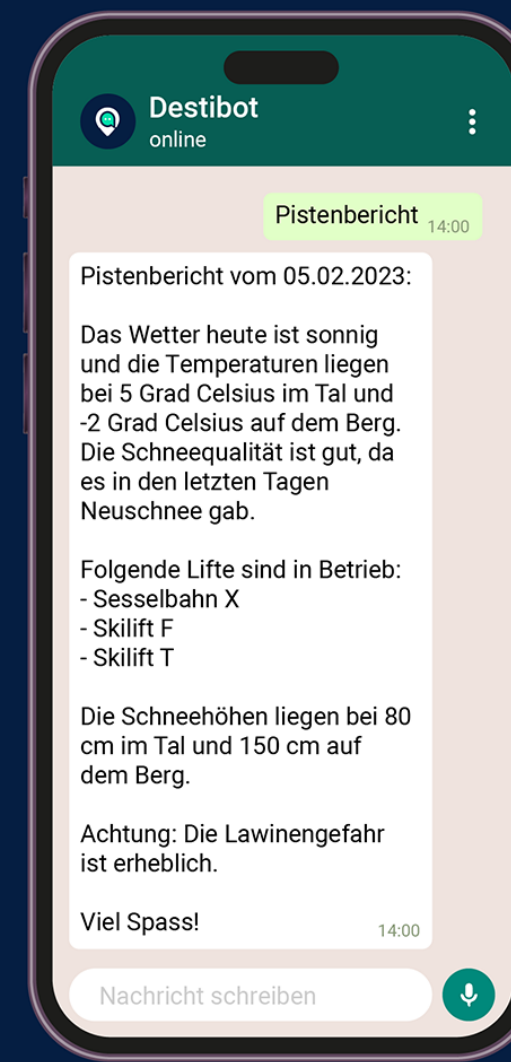 Destibot
online
Pistenbericht 14:00
Pistenbericht vom 05.02.2023:
Das Wetter heute ist sonnig
und die Temperaturen liegen
bei 5 Grad Celsius im Tal und
-2 Grad Celsius auf dem Berg.
Die Schneequalität ist gut, da
es in den letzten Tagen
Neuschnee gab.
Folgende Lifte sind in Betrieb:
- Sesselbahn X
- Skilift F
- Skilift T
Die Schneehöhen liegen bei 80
cm im Tal und 150 cm auf
dem Berg.
Achtung: Die Lawinengefahr
ist erheblich.
Viel Spass! 14:00
Nachricht schreiben